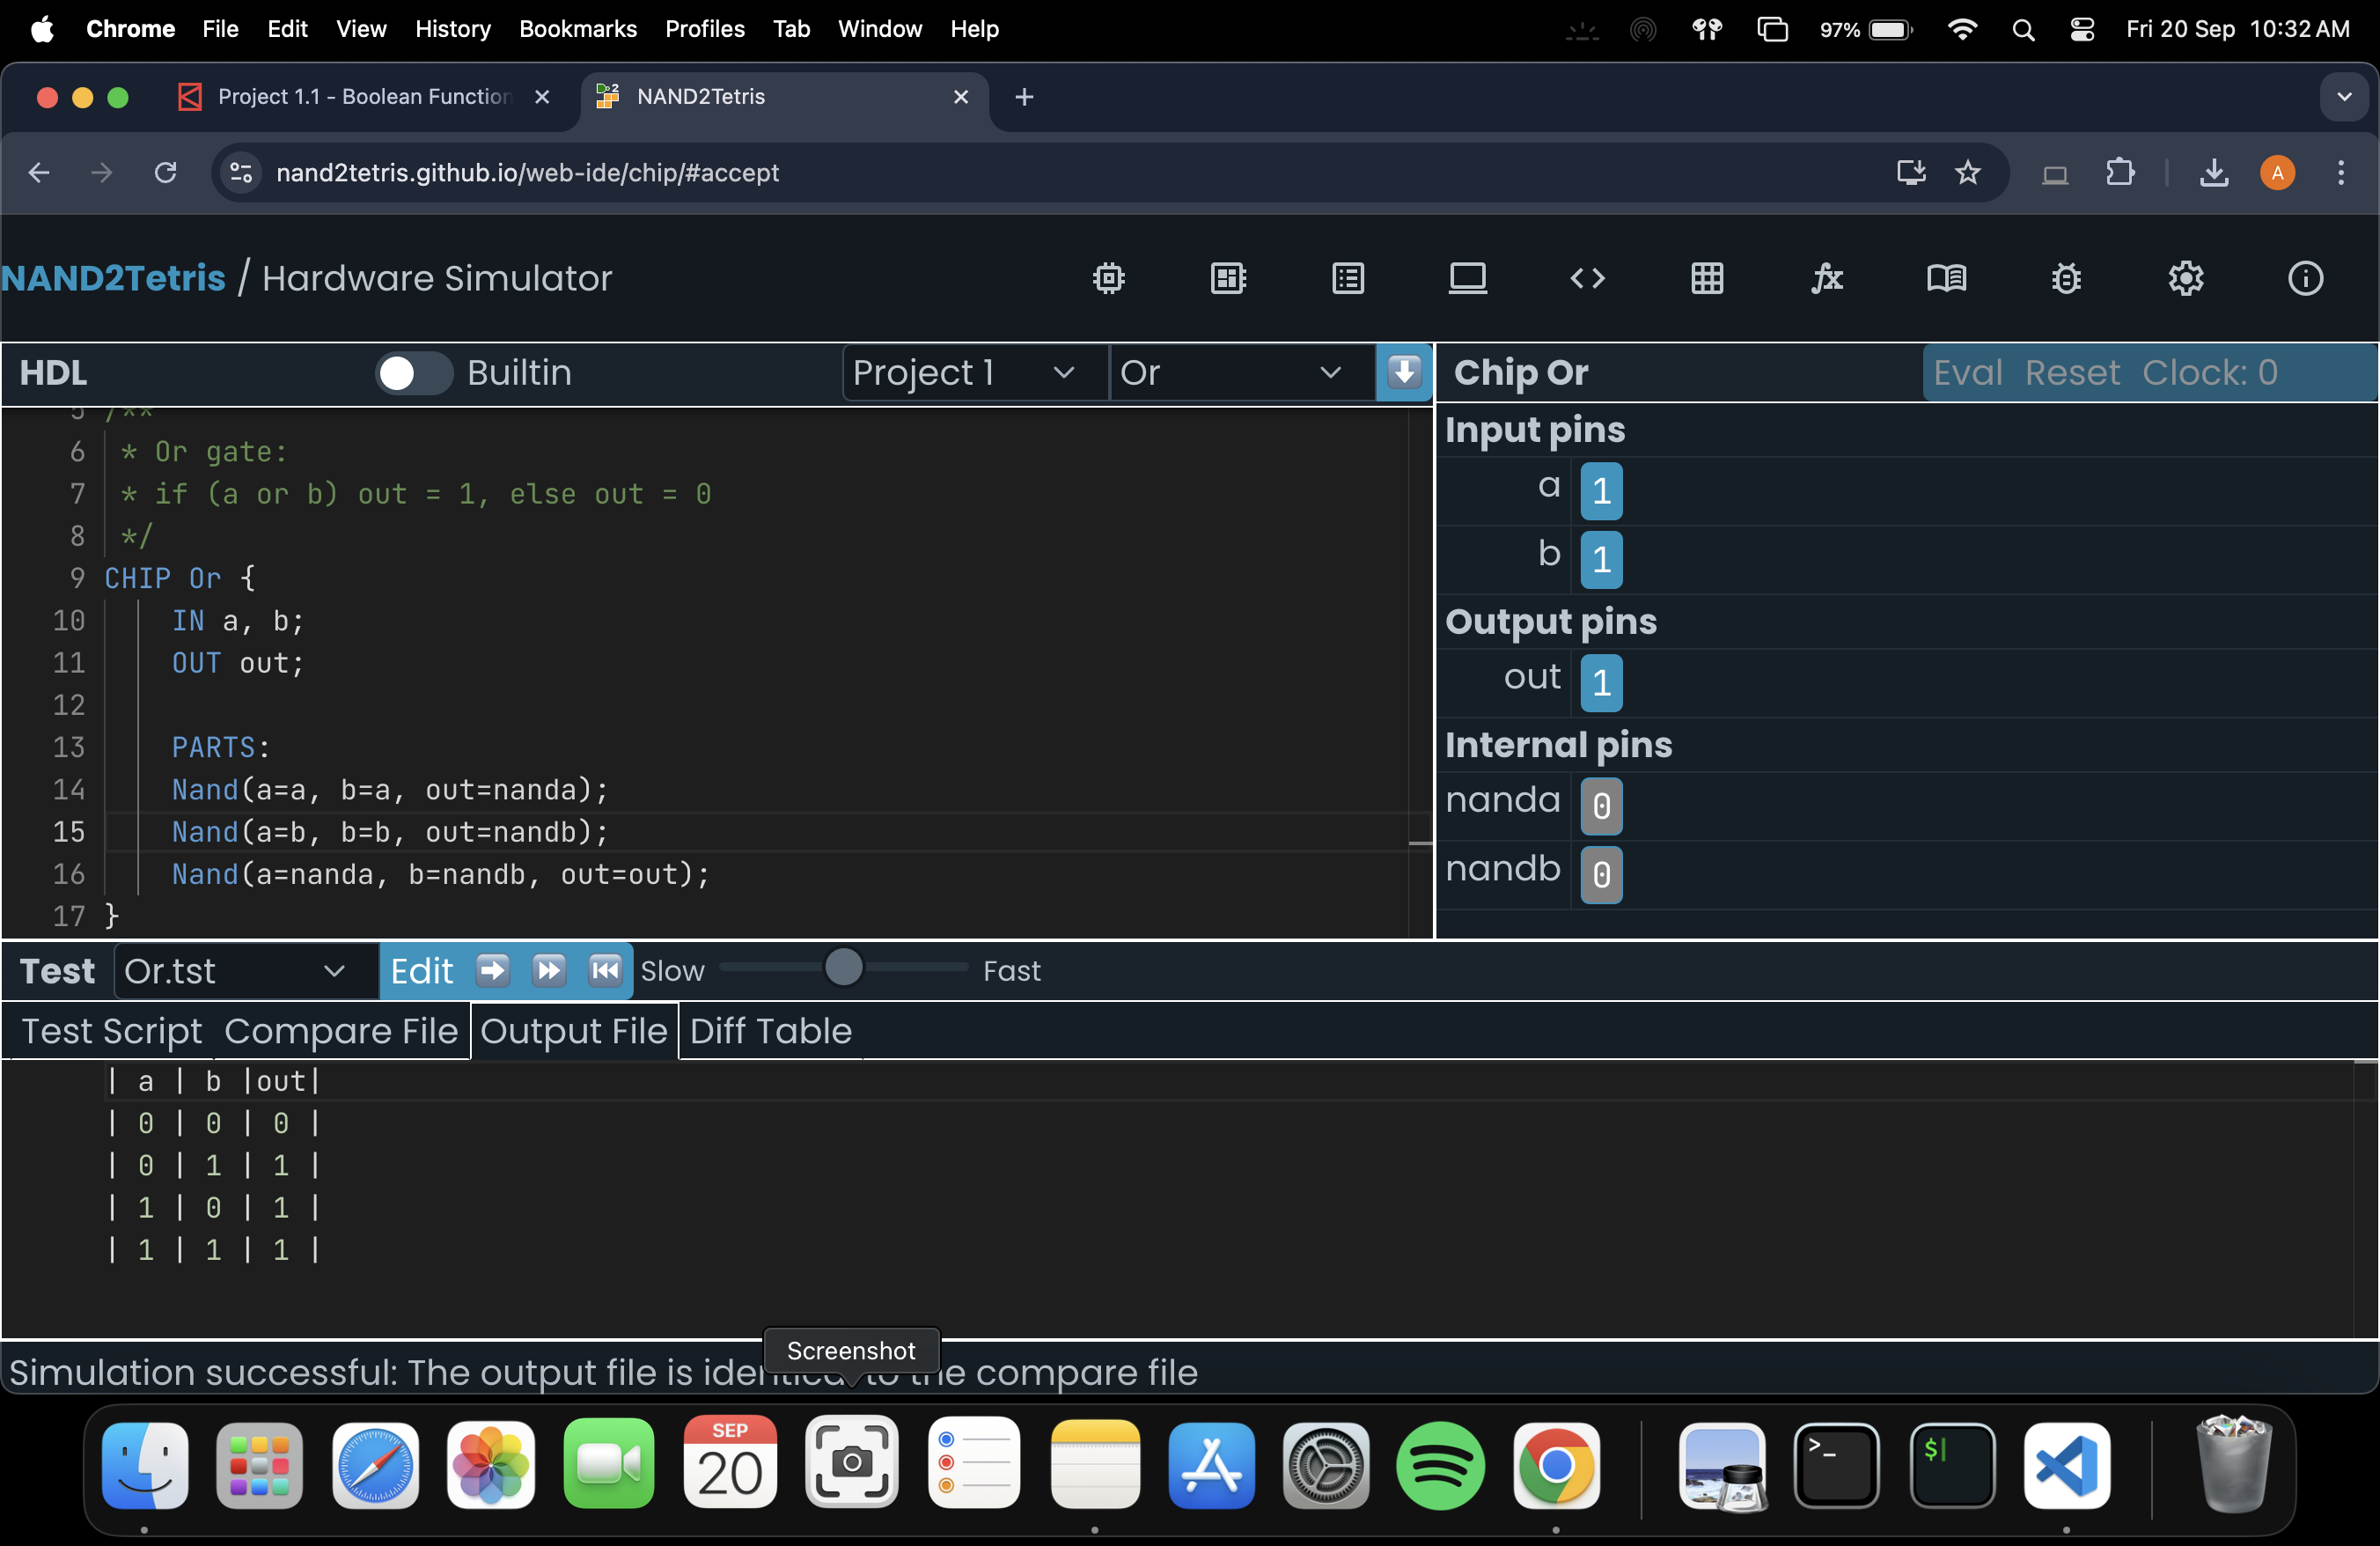 Chrome File Edit View History Bookmarks Profiles Tab Window Help 97% Fri 20 Sep 10:32 AM
Project 1.1 - Boolean Function NAND2Tetris
nand2tetris.github.io/web-ide/chip/#accept A
NAND2Tetris / Hardware Simulator
HDL Builtin Project 1 Or
5 /**
6 * Or gate:
7 * if (a or b) out = 1, else out = 0
8 */
9 CHIP Or {
10 IN a, b;
11 OUT out;
12
13 PARTS:
14 Nand(a=a, b=a, out=nanda);
15 Nand(a=b, b=b, out=nandb);
16 Nand(a=nanda, b=nandb, out=out);
17 }
Chip Or Eval Reset Clock: 0
Input pins
a 1
b 1
Output pins
out 1
Internal pins
nanda 0
nandb 0
Test Or.tst Edit Slow Fast
Test Script Compare File Output File Diff Table
| a | b |out|
| 0 | 0 | 0 |
| 0 | 1 | 1 |
| 1 | 0 | 1 |
| 1 | 1 | 1 |
Screenshot
Simulation successful: The output file is identical to the compare file
SEP
20
>_
$